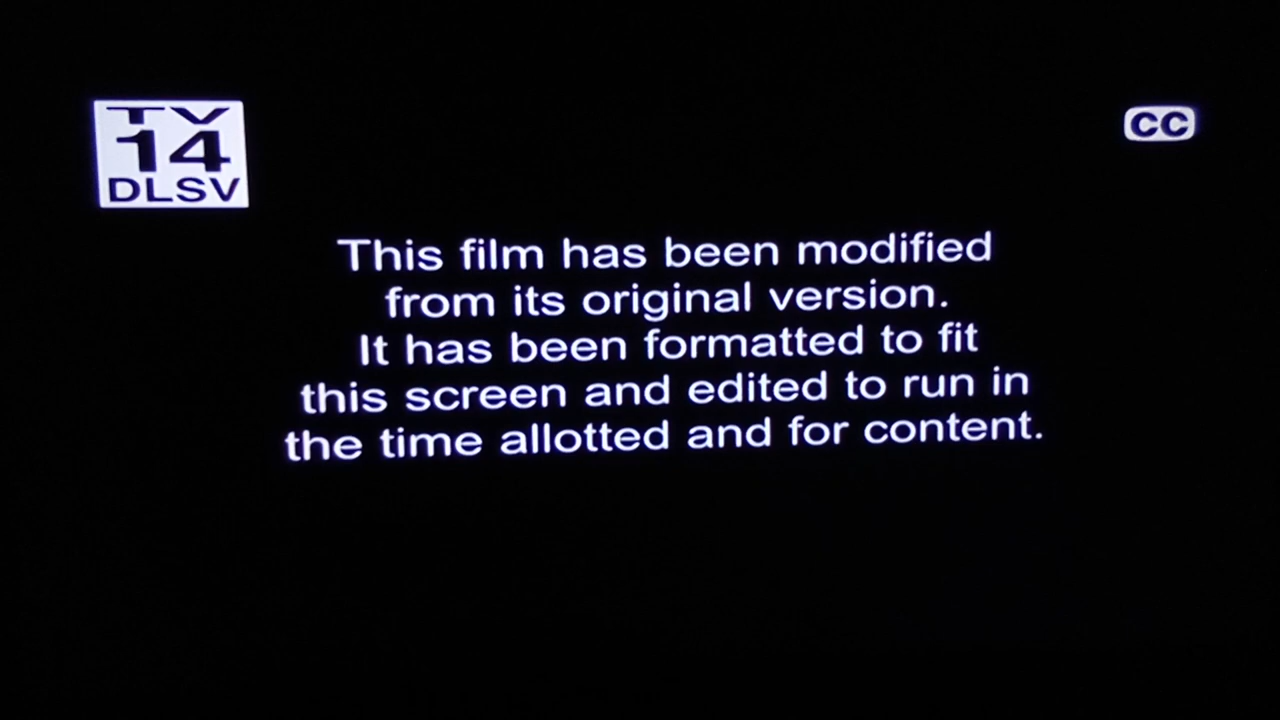 TV
14
DLSV
CC
This film has been modified
from its original version.
It has been formatted to fit
this screen and edited to run in
the time allotted and for content.